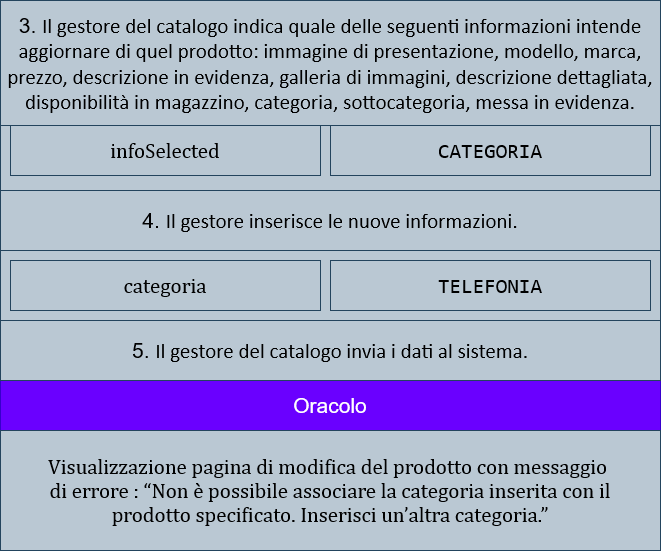 3. Il gestore del catalogo indica quale delle seguenti informazioni intende
aggiornare di quel prodotto: immagine di presentazione, modello, marca,
prezzo, descrizione in evidenza, galleria di immagini, descrizione dettagliata,
disponibilità in magazzino, categoria, sottocategoria, messa in evidenza.
infoSelected CATEGORIA
4. Il gestore inserisce le nuove informazioni.
categoria TELEFONIA
5. Il gestore del catalogo invia i dati al sistema.
Oracolo
Visualizzazione pagina di modifica del prodotto con messaggio
di errore : “Non è possibile associare la categoria inserita con il
prodotto specificato. Inserisci un’altra categoria.”